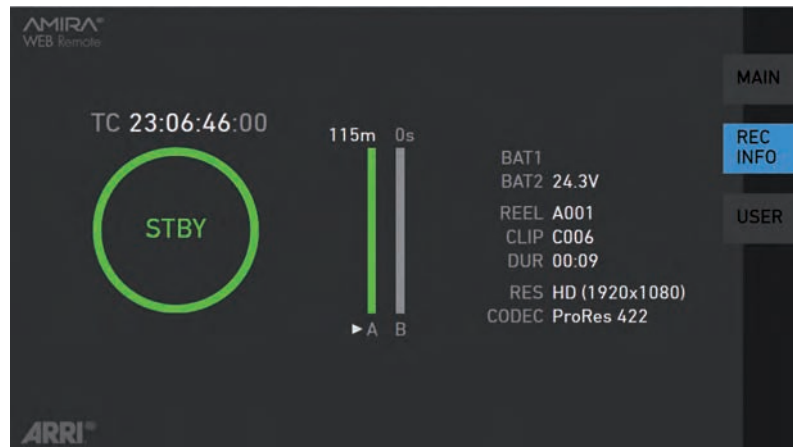 AMIRA®
WEB Remote
MAIN
REC
INFO
USER
TC 23:06:46:00
STBY
115m 0s
►A B
BAT1
BAT2 24.3V
REEL A001
CLIP C006
DUR 00:09
RES HD (1920x1080)
CODEC ProRes 422
ARRI®